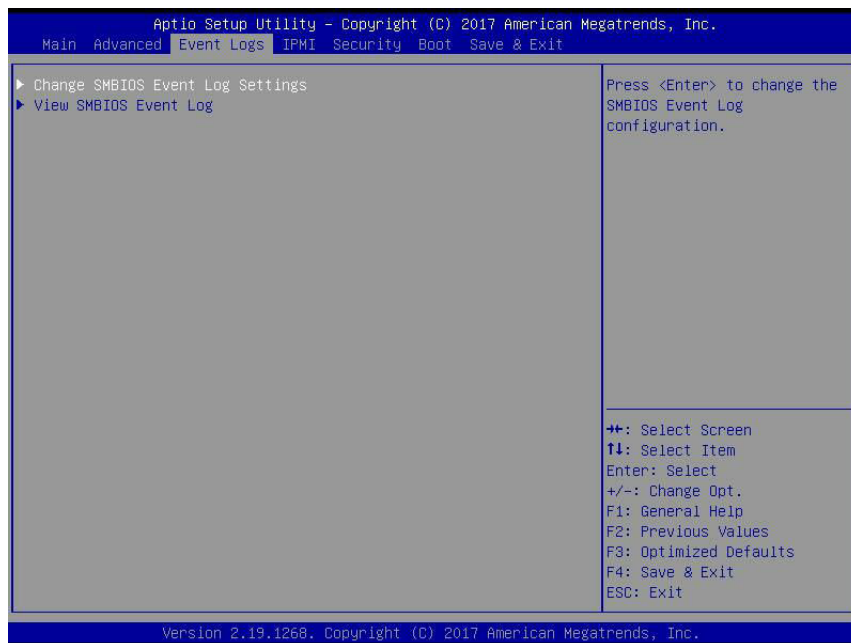 Aptio Setup Utility – Copyright (C) 2017 American Megatrends, Inc.
Main Advanced Event Logs IPMI Security Boot Save & Exit
Change SMBIOS Event Log Settings
View SMBIOS Event Log
Press <Enter> to change the
SMBIOS Event Log
configuration.
→←: Select Screen
↑↓: Select Item
Enter: Select
+/-: Change Opt.
F1: General Help
F2: Previous Values
F3: Optimized Defaults
F4: Save & Exit
ESC: Exit
Version 2.19.1268. Copyright (C) 2017 American Megatrends, Inc.